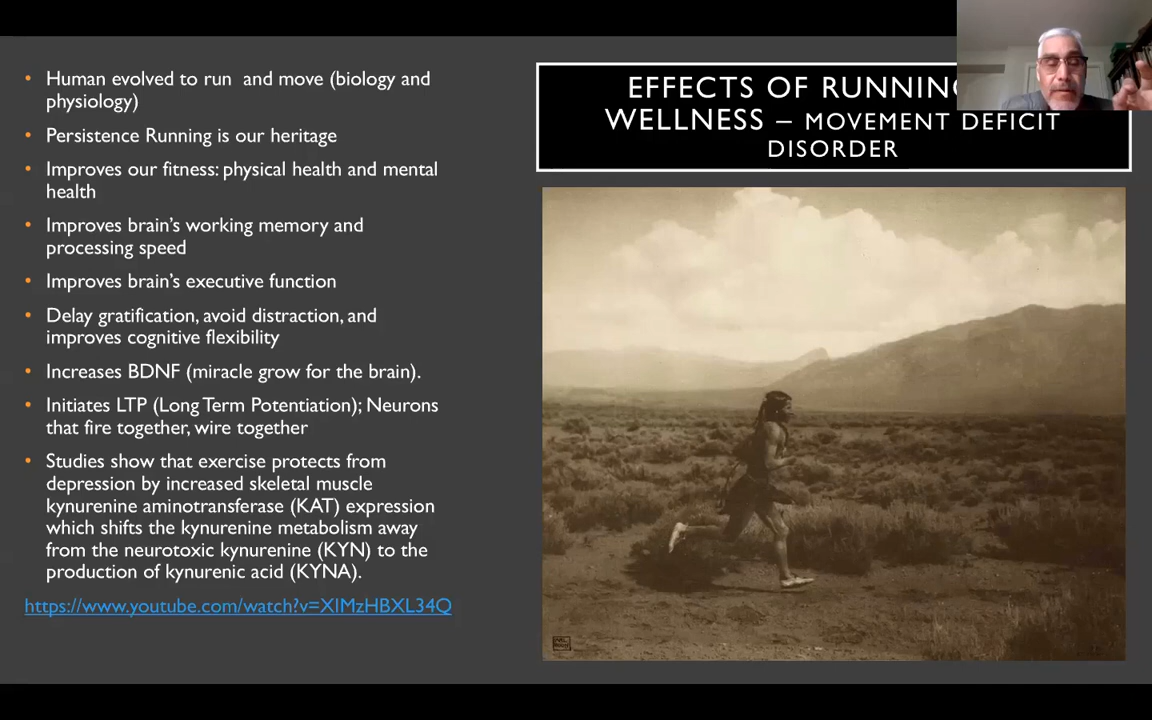 • Human evolved to run  and move (biology and
physiology)
• Persistence Running is our heritage
• Improves our fitness: physical health and mental
health
• Improves brain's working memory and
processing speed
• Improves brain's executive function
• Delay gratification, avoid distraction, and
improves cognitive flexibility
• Increases BDNF (miracle grow for the brain).
• Initiates LTP (Long Term Potentiation); Neurons
that fire together, wire together
• Studies show that exercise protects from
depression by increased skeletal muscle
kynurenine aminotransferase (KAT) expression
which shifts the kynurenine metabolism away
from the neurotoxic kynurenine (KYN) to the
production of kynurenic acid (KYNA).
https://www.youtube.com/watch?v=XIMzHBXL34Q
EFFECTS OF RUNNING
WELLNESS – MOVEMENT DEFICIT
DISORDER